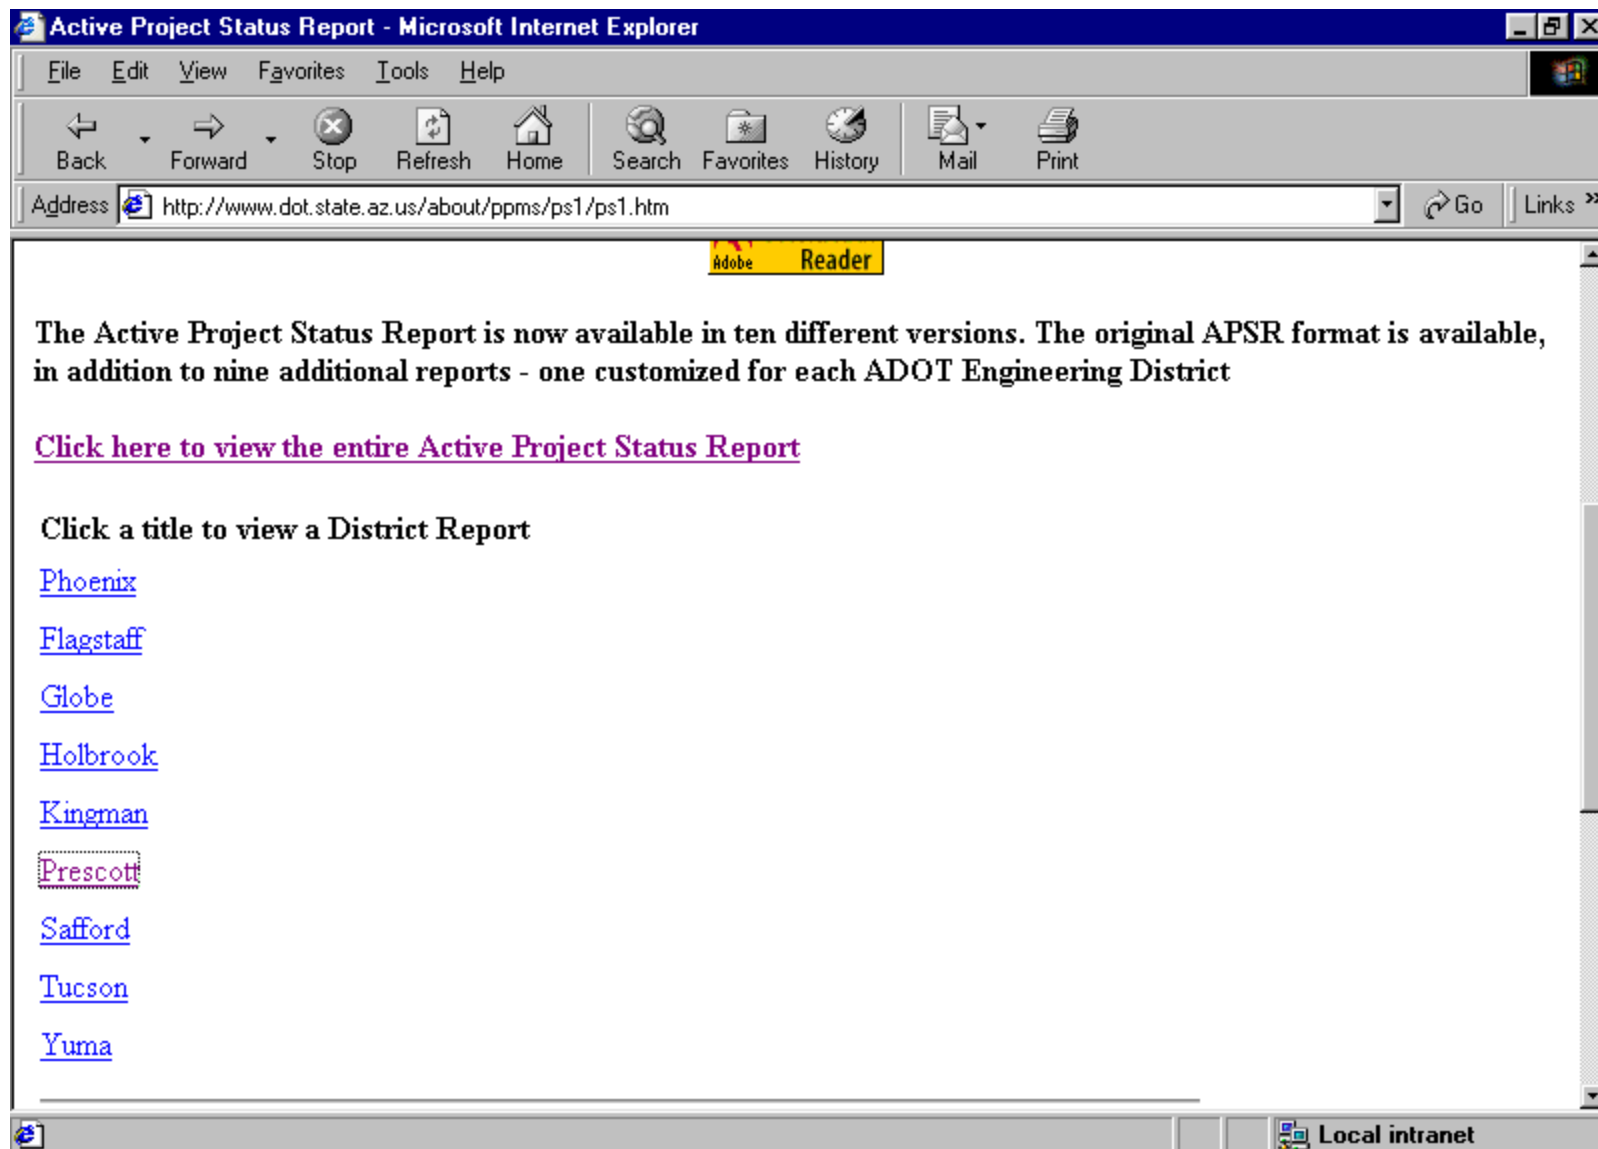 Active Project Status Report - Microsoft Internet Explorer
File Edit View Favorites Tools Help
Back Forward Stop Refresh Home Search Favorites History Mail Print
Address http://www.dot.state.az.us/about/ppms/ps1/ps1.htm Go Links »
Adobe Reader
The Active Project Status Report is now available in ten different versions. The original APSR format is available,
in addition to nine additional reports - one customized for each ADOT Engineering District
Click here to view the entire Active Project Status Report
Click a title to view a District Report
Phoenix
Flagstaff
Globe
Holbrook
Kingman
Prescott
Safford
Tucson
Yuma
Local intranet